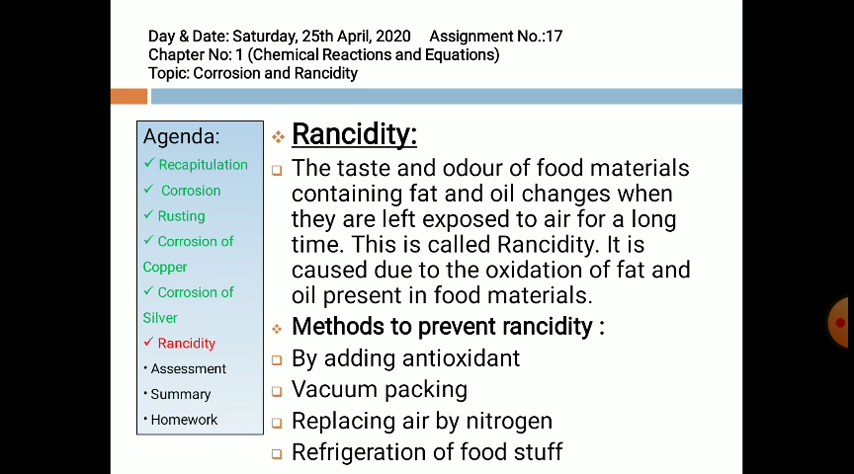 Day & Date: Saturday, 25th April, 2020 Assignment No.:17
Chapter No: 1 (Chemical Reactions and Equations)
Topic: Corrosion and Rancidity
Agenda:
✓ Recapitulation
✓ Corrosion
✓ Rusting
✓ Corrosion of
Copper
✓ Corrosion of
Silver
✓ Rancidity
• Assessment
• Summary
• Homework
❖ Rancidity:
❑ The taste and odour of food materials
containing fat and oil changes when
they are left exposed to air for a long
time. This is called Rancidity. It is
caused due to the oxidation of fat and
oil present in food materials.
❖ Methods to prevent rancidity :
❑ By adding antioxidant
❑ Vacuum packing
❑ Replacing air by nitrogen
❑ Refrigeration of food stuff